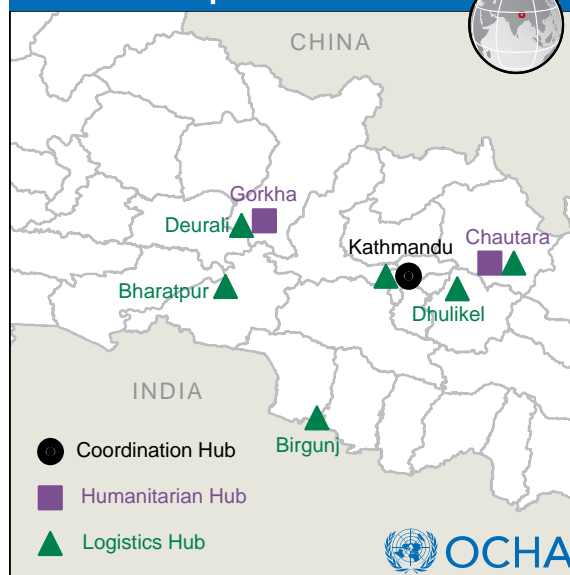 CHINA
Gorkha
Deurali
Kathmandu
Chautara
Bharatpur
Dhulikel
INDIA
Birgunj
Coordination Hub
Humanitarian Hub
Logistics Hub
OCHA